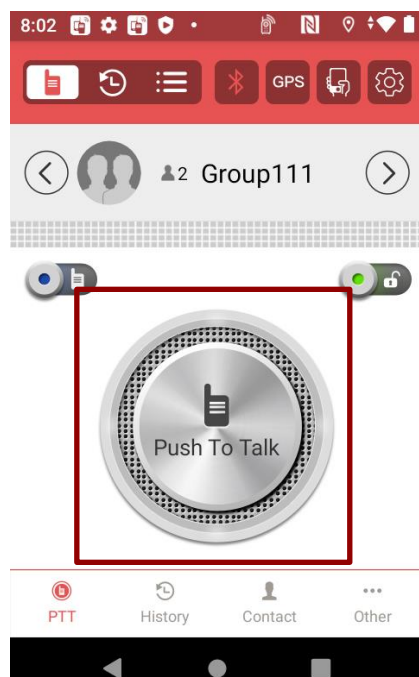 8:02
GPS
2 Group111
Push To Talk
PTT History Contact Other